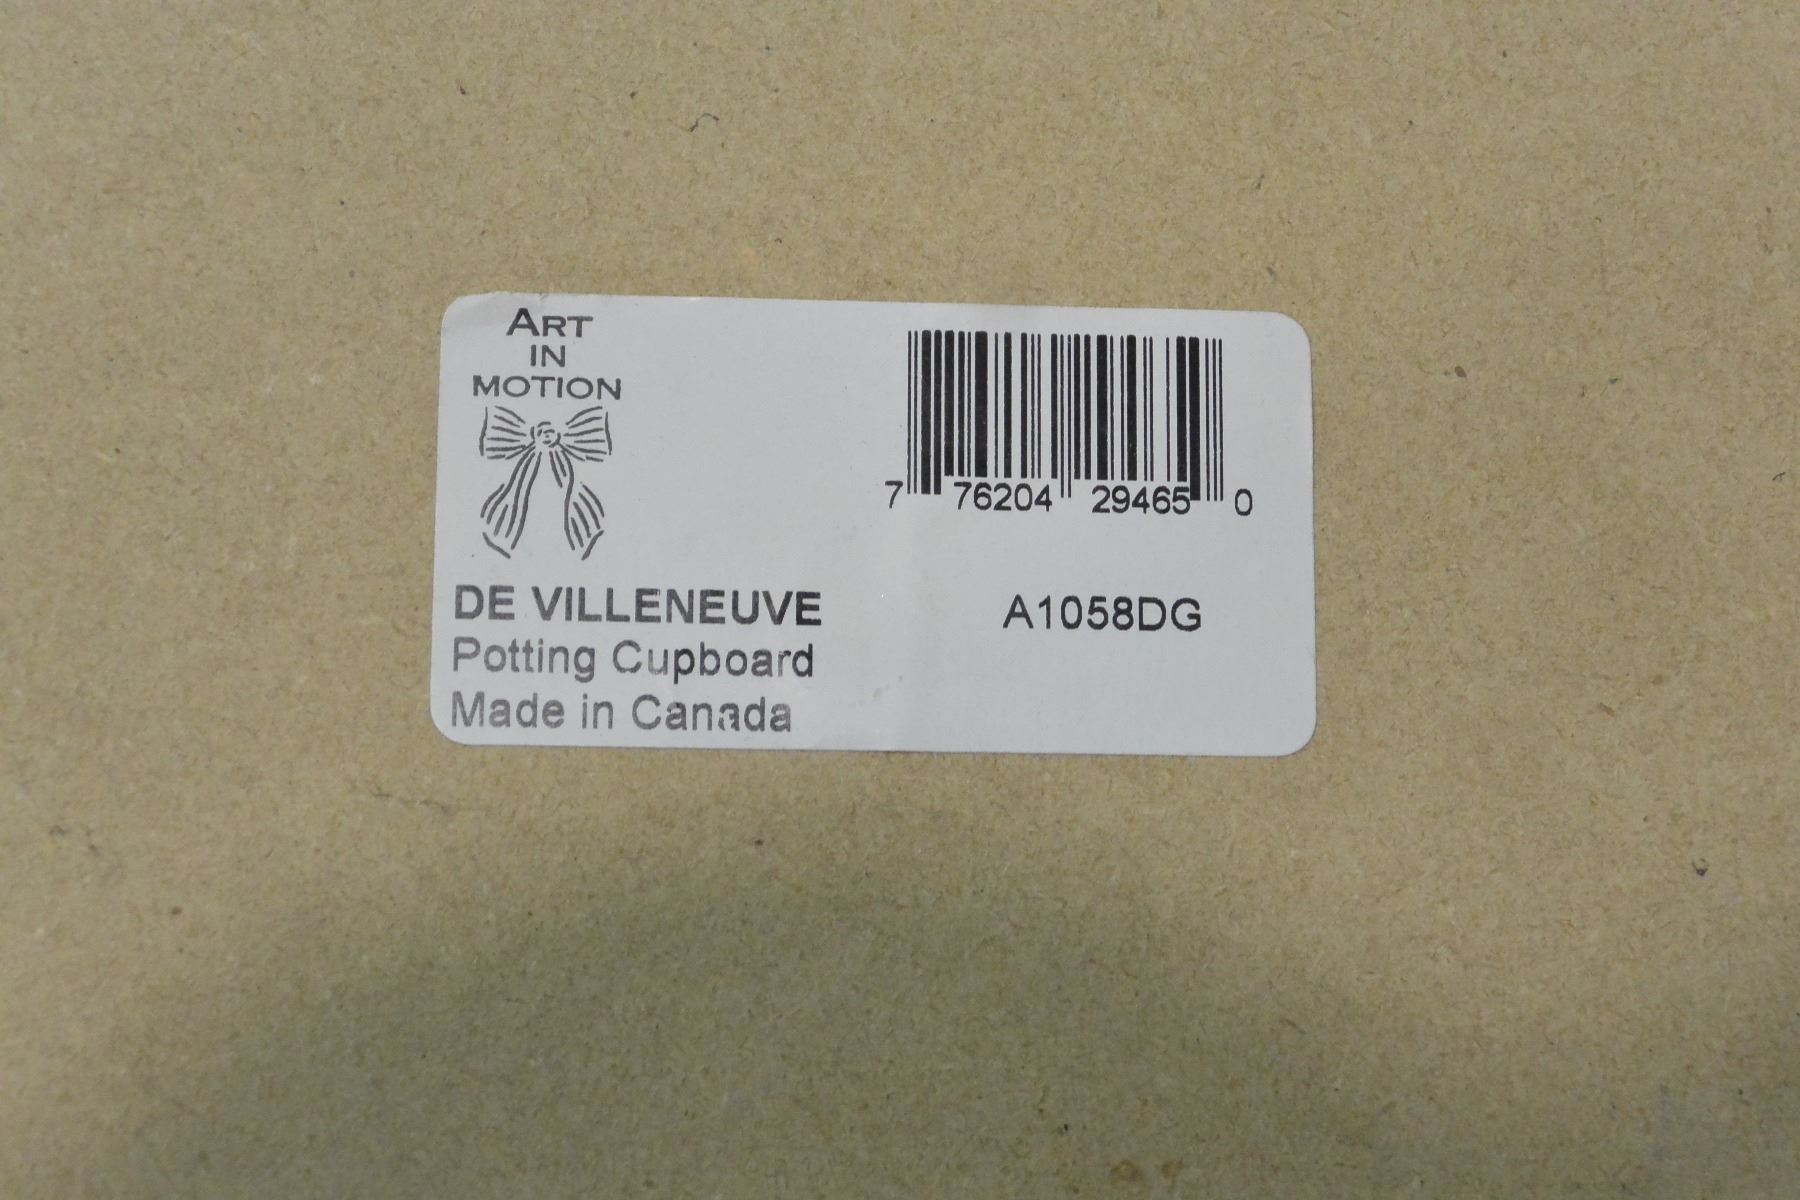 ART
IN
MOTION
7 76204 29465 0
DE VILLENEUVE
A1058DG
Potting Cupboard
Made in Canada